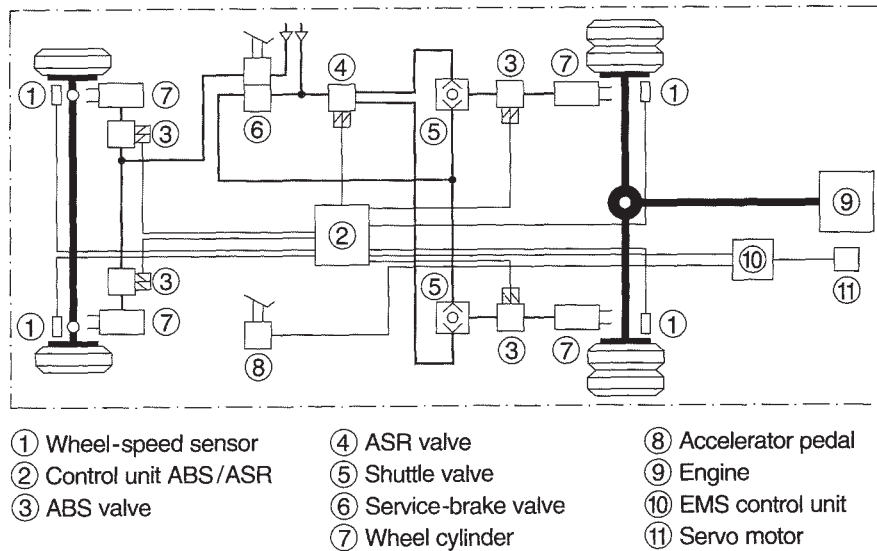 ④ ③ ⑦
① ⑦ ①
③ ⑥ ⑤
② ⑨
⑩
③ ⑤ ⑪
① ⑦ ⑧ ③ ⑦ ①
① Wheel-speed sensor
② Control unit ABS/ASR
③ ABS valve
④ ASR valve
⑤ Shuttle valve
⑥ Service-brake valve
⑦ Wheel cylinder
⑧ Accelerator pedal
⑨ Engine
⑩ EMS control unit
⑪ Servo motor